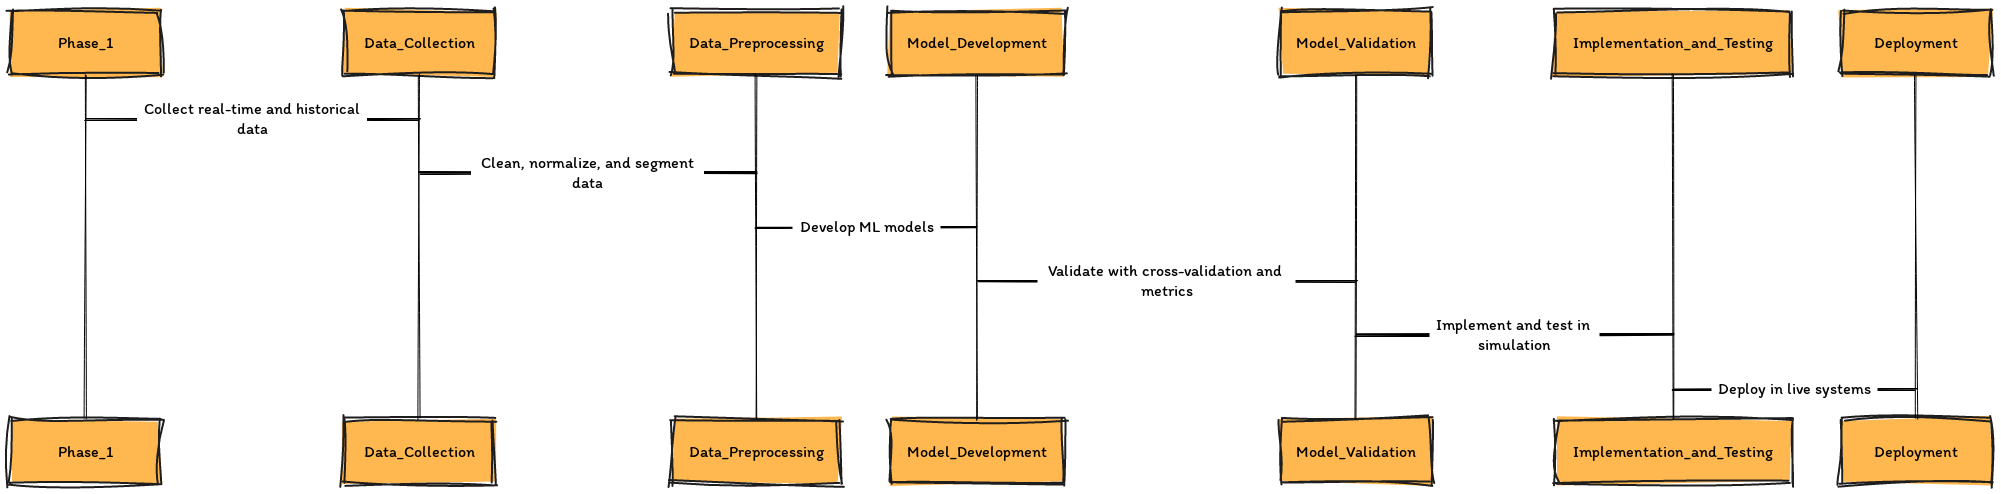 Phase_1
Data_Collection
Data_Preprocessing
Model_Development
Model_Validation
Implementation_and_Testing
Deployment
Collect real-time and historical
data
Clean, normalize, and segment
data
Develop ML models
Validate with cross-validation and
metrics
Implement and test in
simulation
Deploy in live systems
Phase_1
Data_Collection
Data_Preprocessing
Model_Development
Model_Validation
Implementation_and_Testing
Deployment